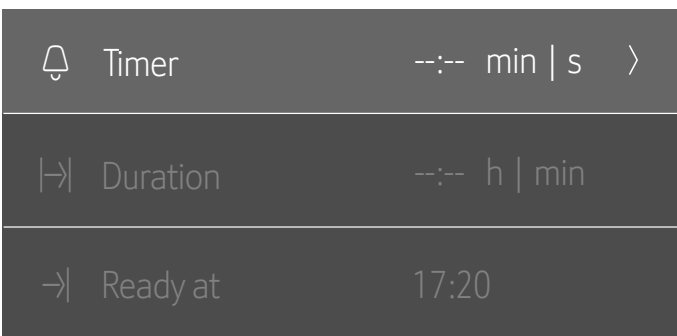 Timer --:-- min | s
Duration --:-- h | min
Ready at 17:20